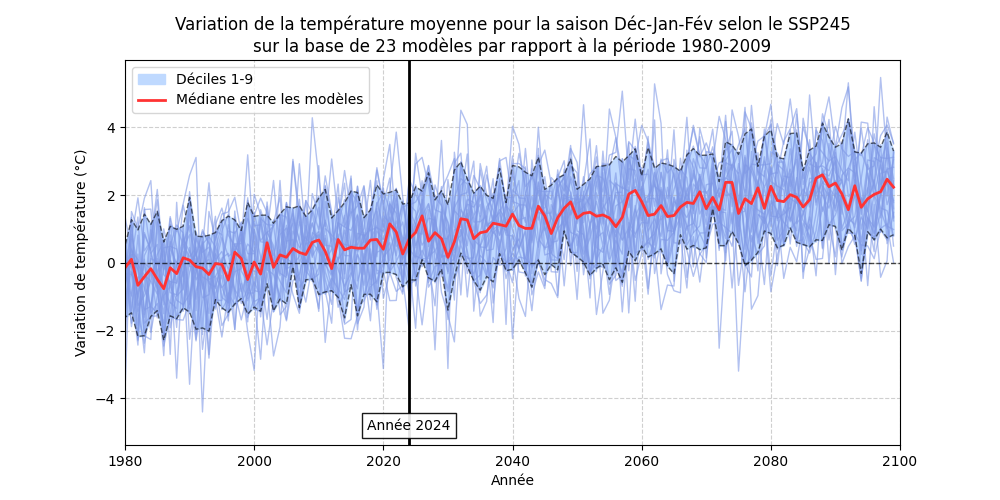 Variation de la température moyenne pour la saison Déc-Jan-Fév selon le SSP245
sur la base de 23 modèles par rapport à la période 1980-2009
Déciles 1-9
Médiane entre les modèles
Variation de température (°C)
4
2
0
−2
−4
Année 2024
1980
2000
2020
2040
2060
2080
2100
Année